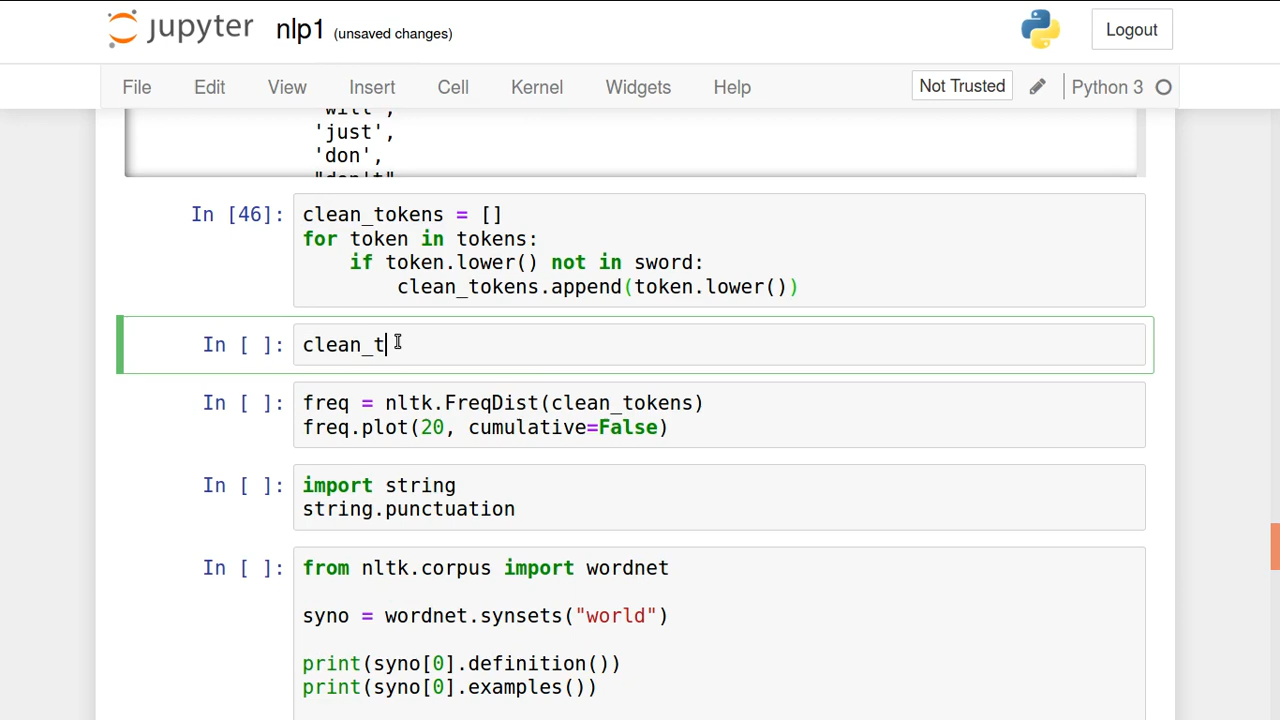 jupyter nlp1 (unsaved changes) Logout
File Edit View Insert Cell Kernel Widgets Help Not Trusted Python 3
'will',
'just',
'don',
"don't"
In [46]: clean_tokens = []
for token in tokens:
    if token.lower() not in sword:
        clean_tokens.append(token.lower())
In [ ]: clean_t
In [ ]: freq = nltk.FreqDist(clean_tokens)
freq.plot(20, cumulative=False)
In [ ]: import string
string.punctuation
In [ ]: from nltk.corpus import wordnet
syno = wordnet.synsets("world")
print(syno[0].definition())
print(syno[0].examples())